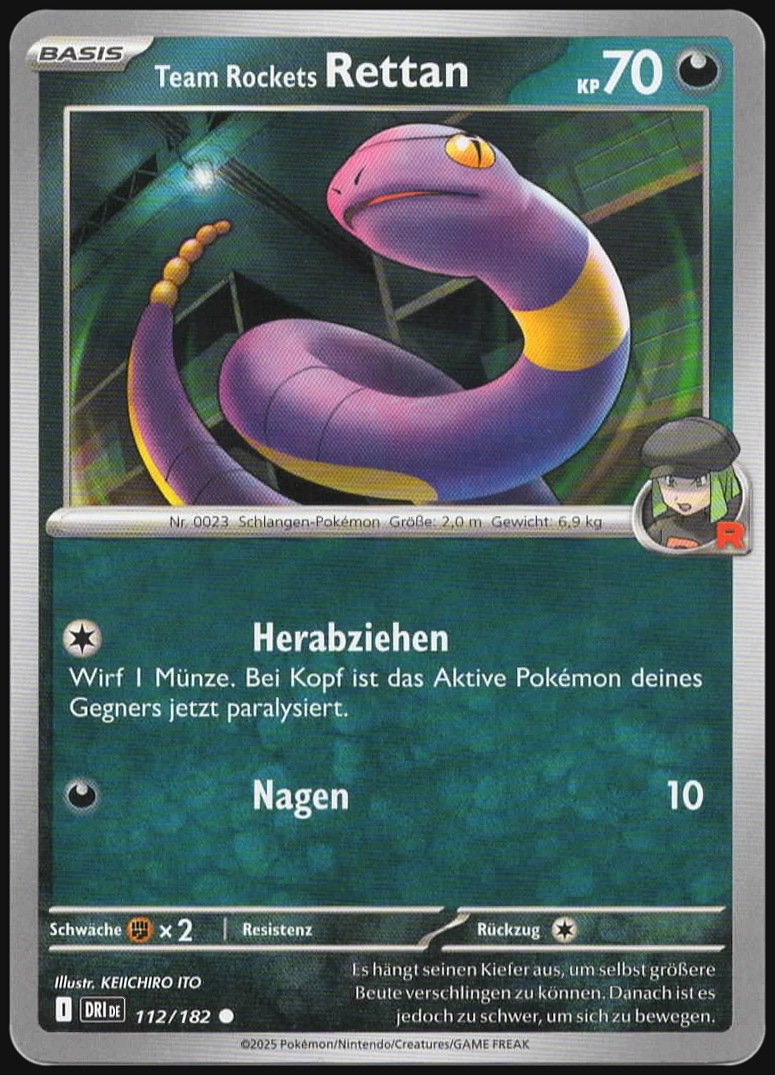 BASIS
Team Rockets Rettan KP 70
Nr. 0023 Schlangen-Pokémon Größe: 2,0 m Gewicht: 6,9 kg
R
Herabziehen
Wirf 1 Münze. Bei Kopf ist das Aktive Pokémon deines
Gegners jetzt paralysiert.
Nagen 10
Schwäche x2 | Resistenz Rückzug
Illustr. KEIICHIRO ITO
Es hängt seinen Kiefer aus, um selbst größere
Beute verschlingen zu können. Danach ist es
jedoch zu schwer, um sich zu bewegen.
I DRI DE 112/182
©2025 Pokémon/Nintendo/Creatures/GAME FREAK